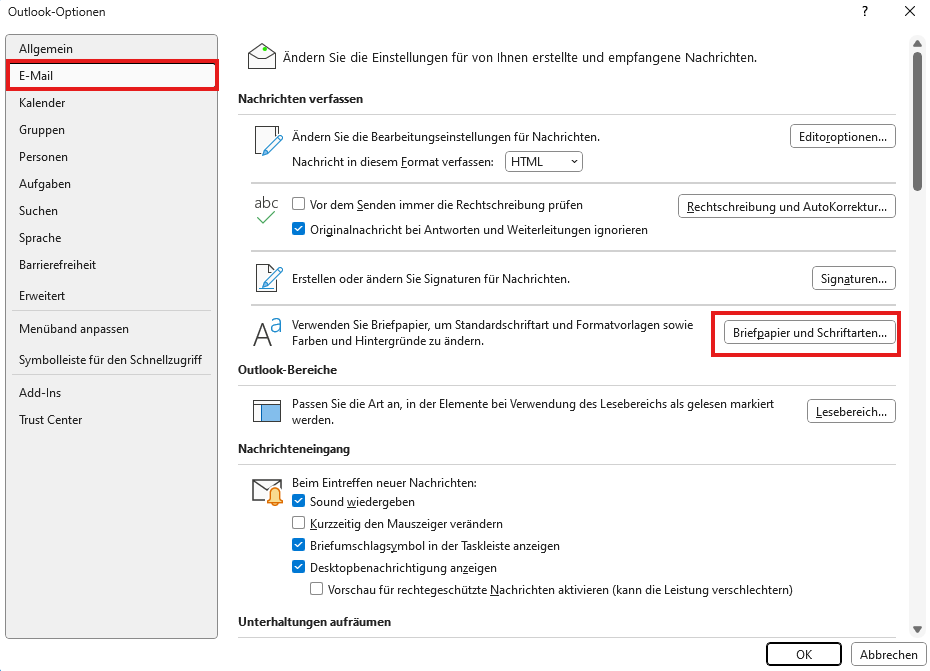 Outlook-Optionen
?
Allgemein
E-Mail
Kalender
Gruppen
Personen
Aufgaben
Suchen
Sprache
Barrierefreiheit
Erweitert
Menüband anpassen
Symbolleiste für den Schnellzugriff
Add-Ins
Trust Center
Ändern Sie die Einstellungen für von Ihnen erstellte und empfangene Nachrichten.
Nachrichten verfassen
Ändern Sie die Bearbeitungseinstellungen für Nachrichten.
Editoroptionen...
Nachricht in diesem Format verfassen:
HTML
abc
Vor dem Senden immer die Rechtschreibung prüfen
Rechtschreibung und AutoKorrektur...
Originalnachricht bei Antworten und Weiterleitungen ignorieren
Erstellen oder ändern Sie Signaturen für Nachrichten.
Signaturen...
Aa
Verwenden Sie Briefpapier, um Standardschriftart und Formatvorlagen sowie
Farben und Hintergründe zu ändern.
Briefpapier und Schriftarten...
Outlook-Bereiche
Passen Sie die Art an, in der Elemente bei Verwendung des Lesebereichs als gelesen markiert
werden.
Lesebereich...
Nachrichteneingang
Beim Eintreffen neuer Nachrichten:
Sound wiedergeben
Kurzzeitig den Mauszeiger verändern
Briefumschlagsymbol in der Taskleiste anzeigen
Desktopbenachrichtigung anzeigen
Vorschau für rechtegeschützte Nachrichten aktivieren (kann die Leistung verschlechtern)
Unterhaltungen aufräumen
OK
Abbrechen